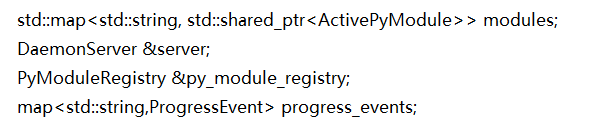 std::map<std::string, std::shared_ptr<ActivePyModule>> modules;
DaemonServer &server;
PyModuleRegistry &py_module_registry;
map<std::string,ProgressEvent> progress_events;